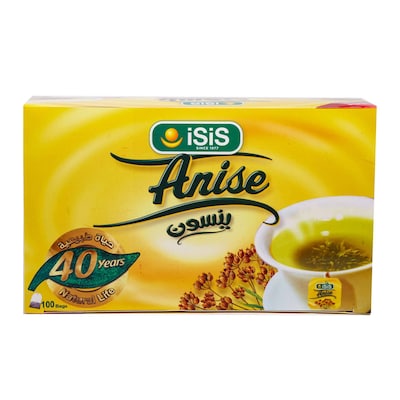 iSiS
SINCE 1977
Anise
ينسون
حياة طبيعية
40 Years
Natural Life
100 Bags
iSiS
Anise